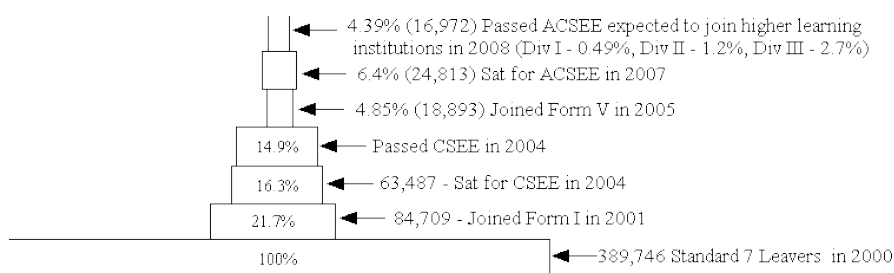 4.39% (16,972) Passed ACSEE expected to join higher learning
institutions in 2008 (Div I - 0.49%, Div II - 1.2%, Div III - 2.7%)
6.4% (24,813) Sat for ACSEE in 2007
4.85% (18,893) Joined Form V in 2005
14.9% Passed CSEE in 2004
16.3% 63,487 - Sat for CSEE in 2004
21.7% 84,709 - Joined Form I in 2001
100% 389,746 Standard 7 Leavers in 2000